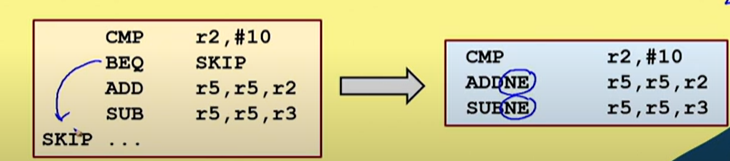 CMP r2,#10
BEQ SKIP
ADD r5,r5,r2
SUB r5,r5,r3
SKIP ...
CMP r2,#10
ADDNE r5,r5,r2
SUBNE r5,r5,r3